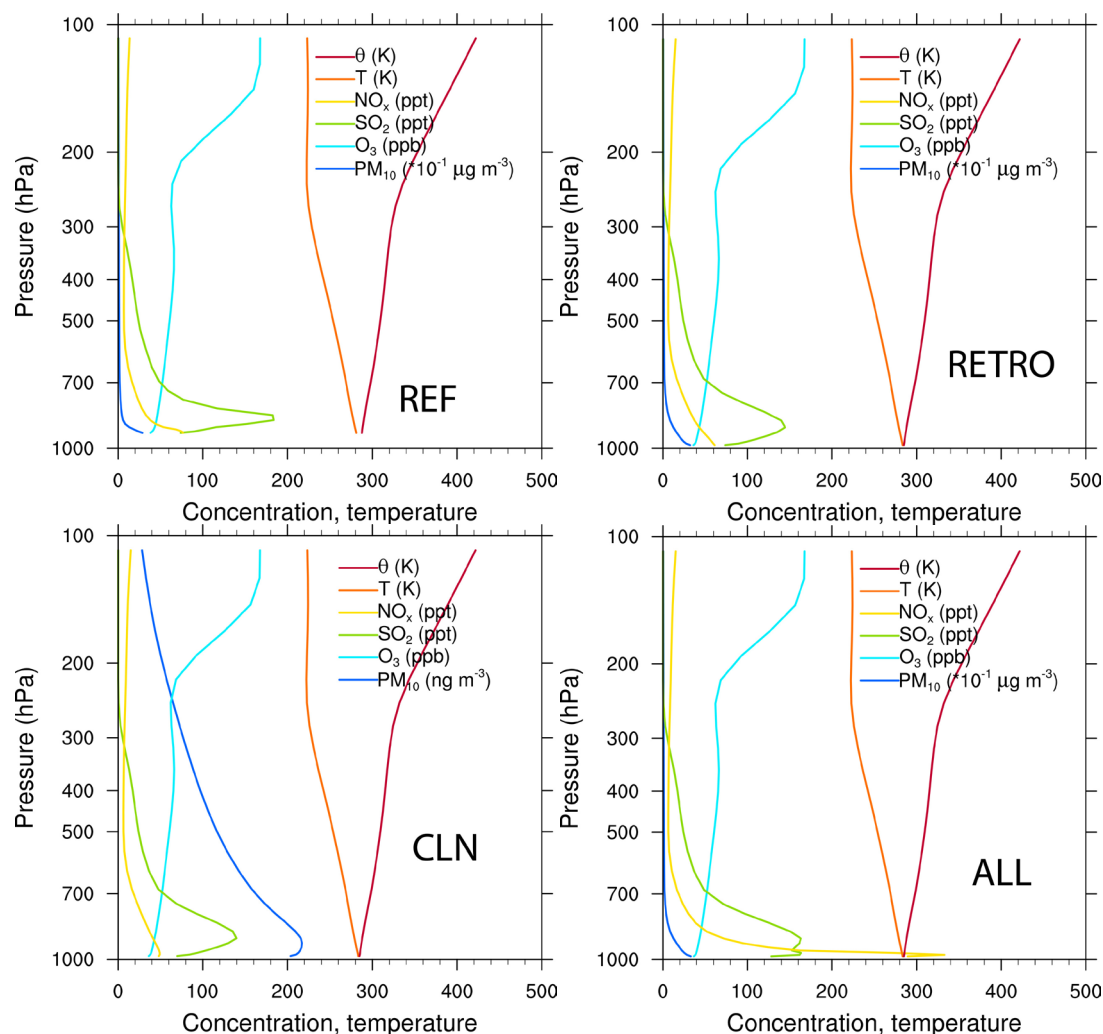 100
200
300
400
500
700
1000
Pressure (hPa)
θ (K)
T (K)
NOₓ (ppt)
SO₂ (ppt)
O₃ (ppb)
PM₁₀ (*10⁻¹ μg m⁻³)
REF
0 100 200 300 400 500
Concentration, temperature
100
200
300
400
500
700
1000
Pressure (hPa)
θ (K)
T (K)
NOₓ (ppt)
SO₂ (ppt)
O₃ (ppb)
PM₁₀ (*10⁻¹ μg m⁻³)
RETRO
0 100 200 300 400 500
Concentration, temperature
100
200
300
400
500
700
1000
Pressure (hPa)
θ (K)
T (K)
NOₓ (ppt)
SO₂ (ppt)
O₃ (ppb)
PM₁₀ (ng m⁻³)
CLN
0 100 200 300 400 500
Concentration, temperature
100
200
300
400
500
700
1000
Pressure (hPa)
θ (K)
T (K)
NOₓ (ppt)
SO₂ (ppt)
O₃ (ppb)
PM₁₀ (*10⁻¹ μg m⁻³)
ALL
0 100 200 300 400 500
Concentration, temperature